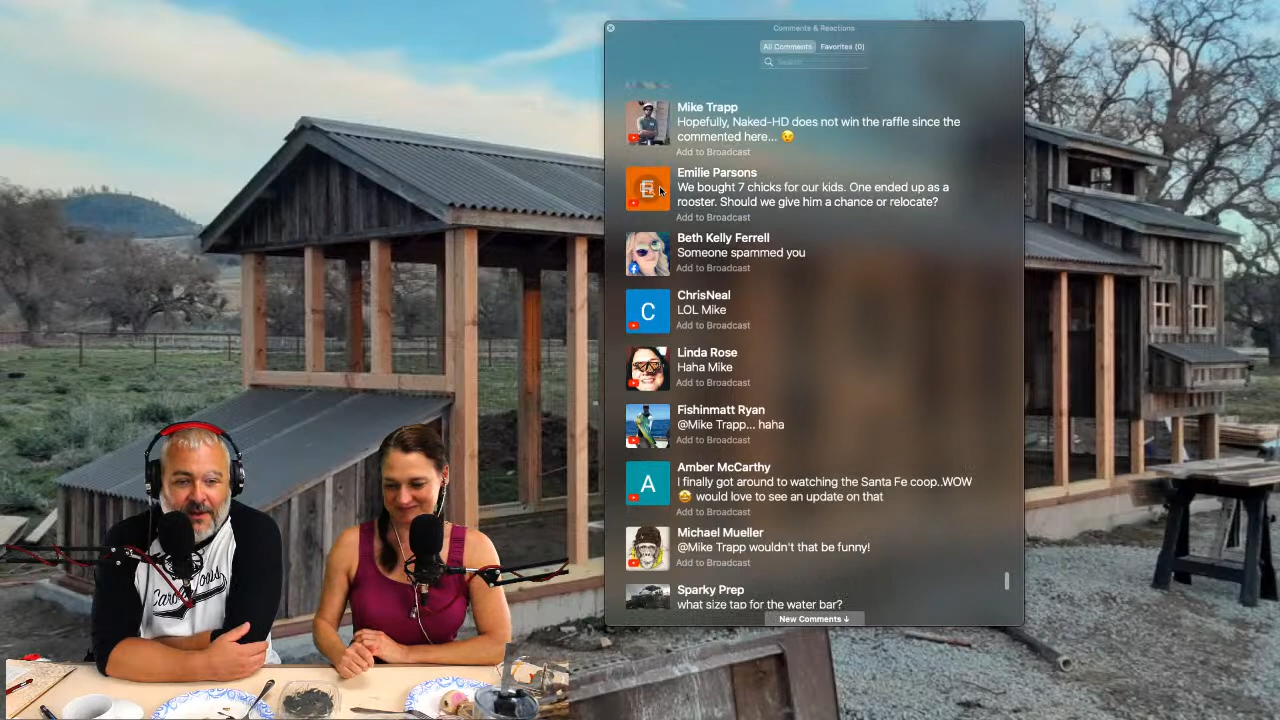 Comments & Reactions
All Comments
Favorites (0)
Search
Mike Trapp
Hopefully, Naked-HD does not win the raffle since the
commented here... 😉
Add to Broadcast
Emilie Parsons
We bought 7 chicks for our kids. One ended up as a
rooster. Should we give him a chance or relocate?
Add to Broadcast
Beth Kelly Ferrell
Someone spammed you
Add to Broadcast
ChrisNeal
C
LOL Mike
Add to Broadcast
Linda Rose
Haha Mike
Add to Broadcast
Fishinmatt Ryan
@Mike Trapp... haha
Add to Broadcast
Amber McCarthy
A
I finally got around to watching the Santa Fe coop..WOW
🤩 would love to see an update on that
Add to Broadcast
Michael Mueller
@Mike Trapp wouldn't that be funny!
Add to Broadcast
Sparky Prep
what size tap for the water bar?
New Comments ↓